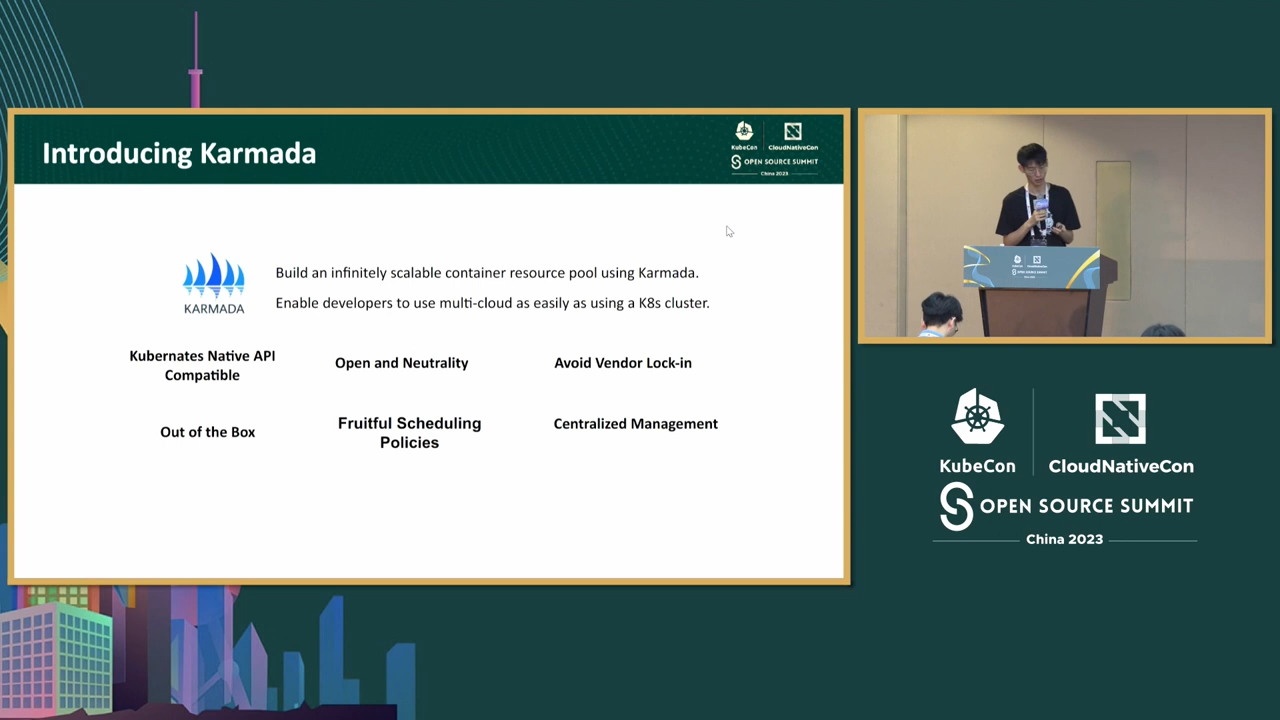 Introducing Karmada
KubeCon
CloudNativeCon
OPEN SOURCE SUMMIT
China 2023
KARMADA
Build an infinitely scalable container resource pool using Karmada.
Enable developers to use multi-cloud as easily as using a K8s cluster.
Kubernates Native API
Compatible
Open and Neutrality
Avoid Vendor Lock-in
Out of the Box
Fruitful Scheduling
Policies
Centralized Management
KubeCon
CloudNativeCon
OPEN SOURCE SUMMIT
China 2023